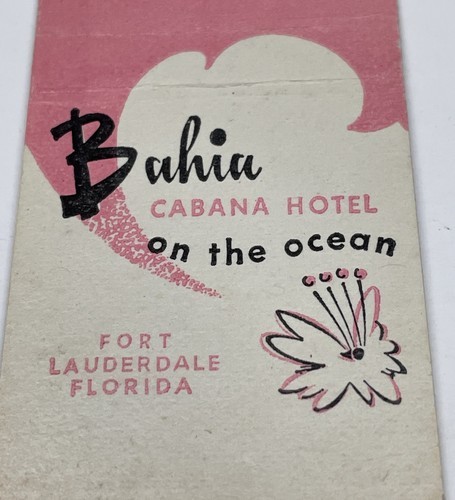 Bahia
CABANA HOTEL
on the ocean
FORT
LAUDERDALE
FLORIDA